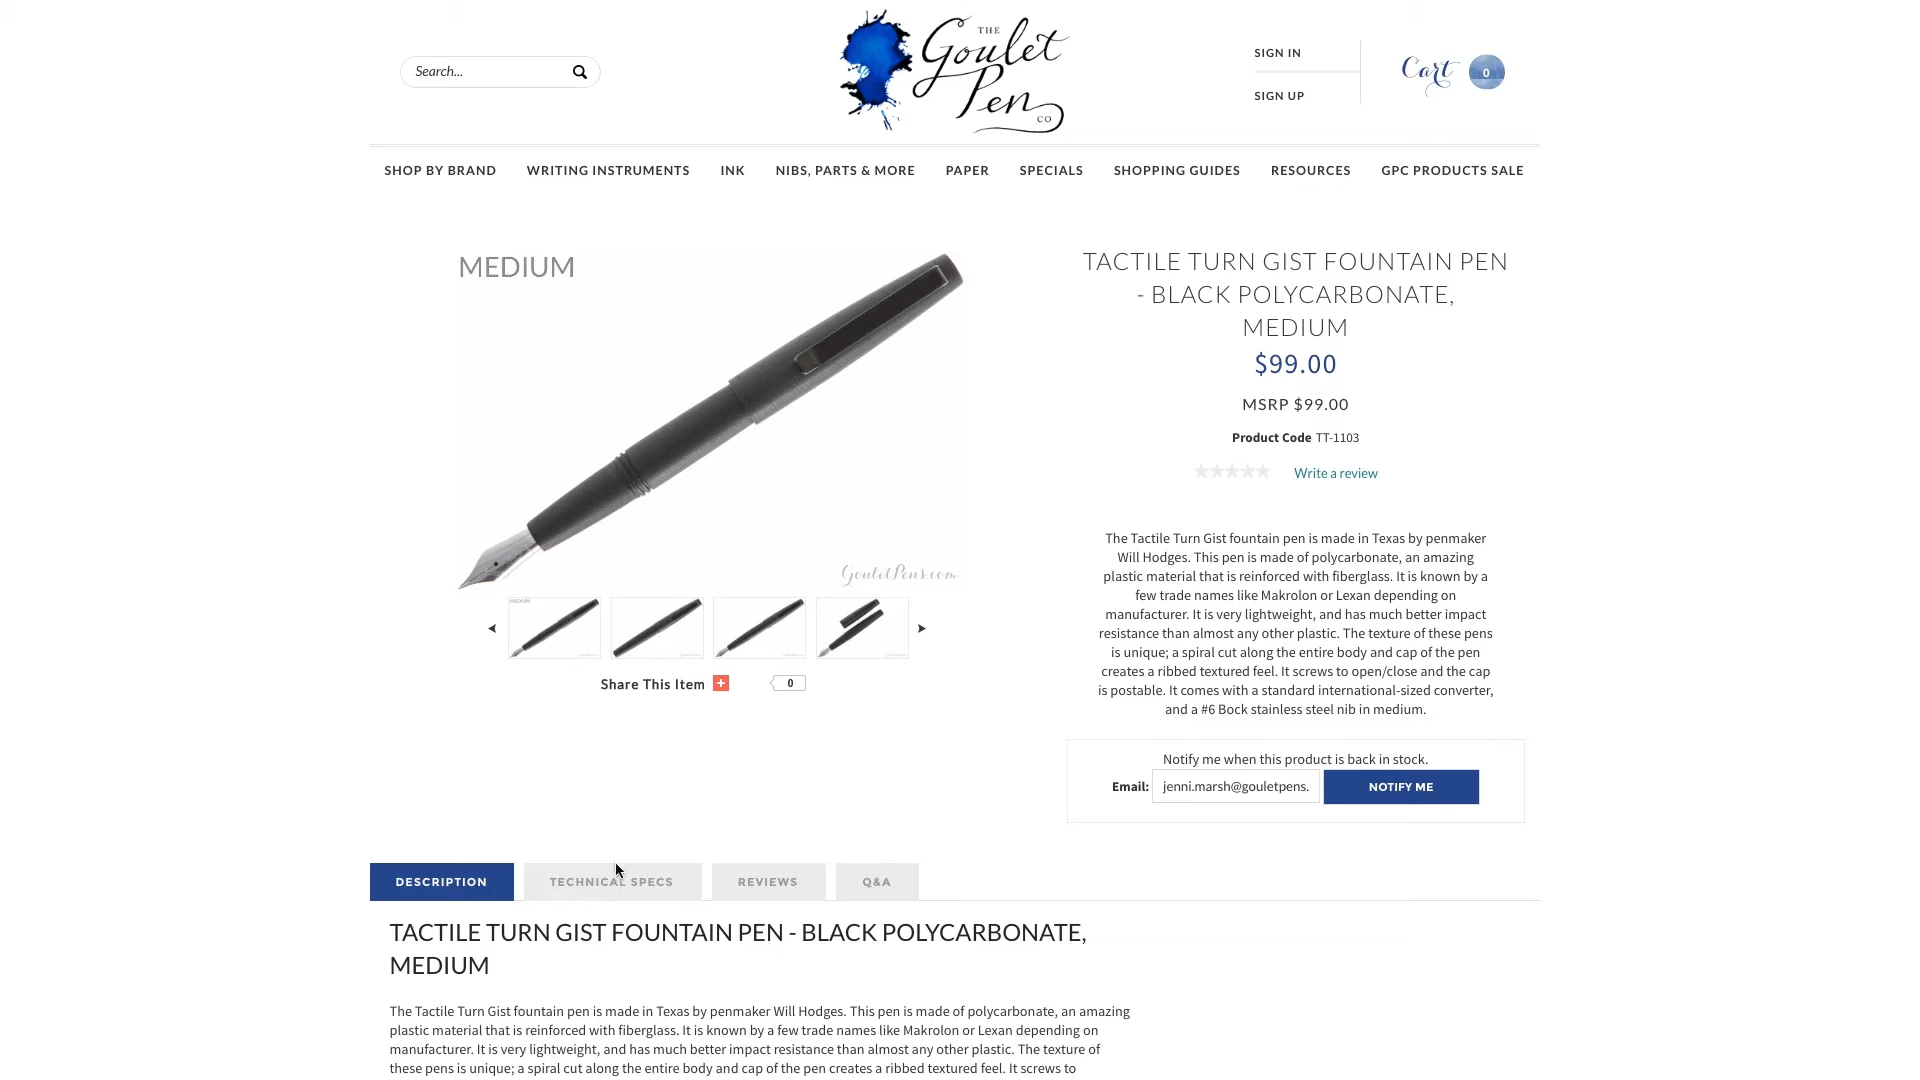 Search...
THE
Goulet
Pen
CO
SIGN IN
SIGN UP
Cart
0
SHOP BY BRAND
WRITING INSTRUMENTS
INK
NIBS, PARTS & MORE
PAPER
SPECIALS
SHOPPING GUIDES
RESOURCES
GPC PRODUCTS SALE
MEDIUM
GouletPens.com
MEDIUM
Share This Item
0
TACTILE TURN GIST FOUNTAIN PEN
- BLACK POLYCARBONATE,
MEDIUM
$99.00
MSRP $99.00
Product Code TT-1103
Write a review
The Tactile Turn Gist fountain pen is made in Texas by penmaker
Will Hodges. This pen is made of polycarbonate, an amazing
plastic material that is reinforced with fiberglass. It is known by a
few trade names like Makrolon or Lexan depending on
manufacturer. It is very lightweight, and has much better impact
resistance than almost any other plastic. The texture of these pens
is unique; a spiral cut along the entire body and cap of the pen
creates a ribbed textured feel. It screws to open/close and the cap
is postable. It comes with a standard international-sized converter,
and a #6 Bock stainless steel nib in medium.
Notify me when this product is back in stock.
Email: jenni.marsh@gouletpens.
NOTIFY ME
DESCRIPTION
TECHNICAL SPECS
REVIEWS
Q&A
TACTILE TURN GIST FOUNTAIN PEN - BLACK POLYCARBONATE,
MEDIUM
The Tactile Turn Gist fountain pen is made in Texas by penmaker Will Hodges. This pen is made of polycarbonate, an amazing
plastic material that is reinforced with fiberglass. It is known by a few trade names like Makrolon or Lexan depending on
manufacturer. It is very lightweight, and has much better impact resistance than almost any other plastic. The texture of
these pens is unique; a spiral cut along the entire body and cap of the pen creates a ribbed textured feel. It screws to